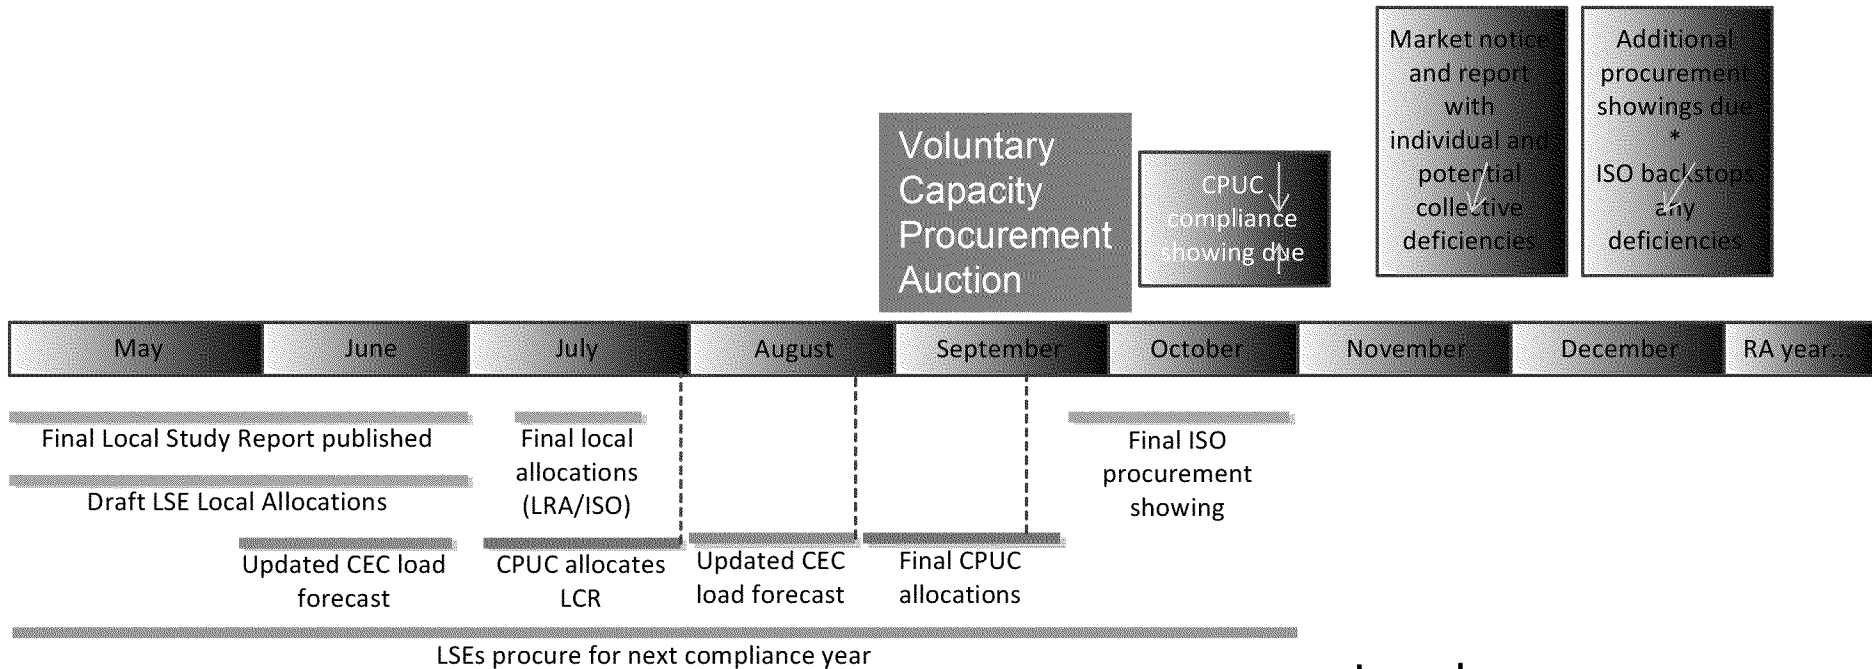 Market notice
and report
with
individual and
potential
collective
deficiencies
Additional
procurement
showings due
*
ISO backstops
any
deficiencies
Voluntary
Capacity
Procurement
Auction
CPUC
compliance
showing due
May
June
July
August
September
October
November
December
RA year...
Final Local Study Report published
Final local
allocations
(LRA/ISO)
Final ISO
procurement
showing
Draft LSE Local Allocations
Updated CEC load
forecast
CPUC allocates
LCR
Updated CEC
load forecast
Final CPUC
allocations
LSEs procure for next compliance year